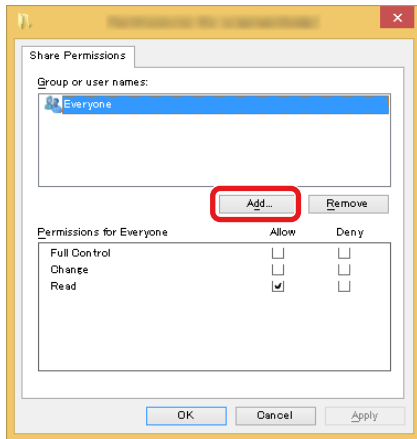 Share Permissions
Group or user names:
Everyone
Add... Remove
Permissions for Everyone Allow Deny
Full Control
Change
Read
OK Cancel Apply